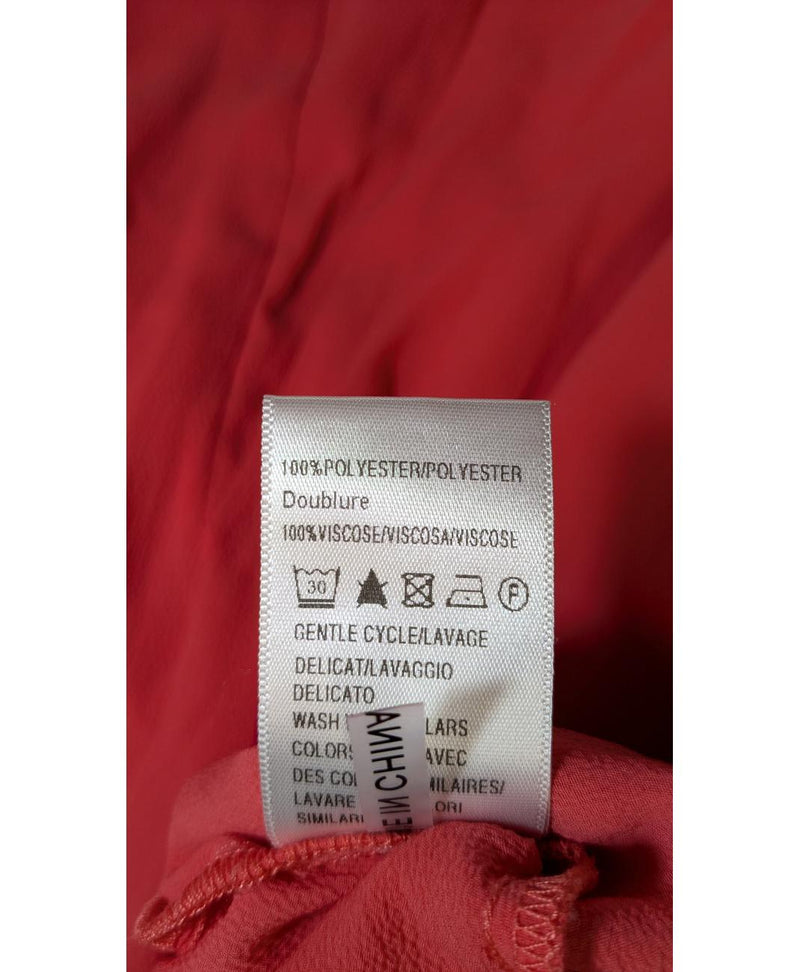 100%POLYESTER/POLYESTER
Doublure
100%VISCOSE/VISCOSA/VISCOSE
30
F
GENTLE CYCLE/LAVAGE
DELICAT/LAVAGGIO
DELICATO
WASH
COLORS AVEC
DES
LAVARE
SIMILARI
IN CHINA